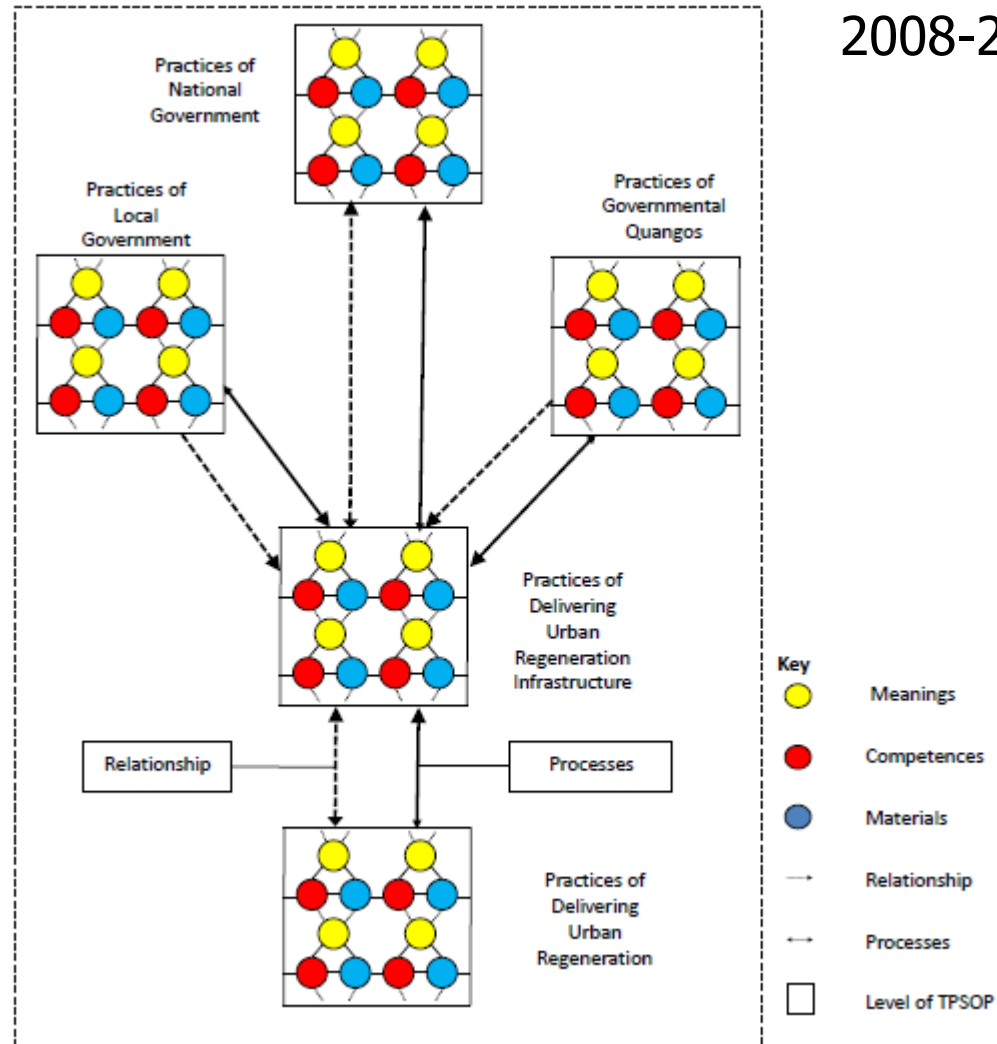 2008-2
Practices of
National
Government
Practices of
Local
Government
Practices of
Governmental
Quangos
Practices of
Delivering
Urban
Regeneration
Infrastructure
Relationship
Processes
Practices of
Delivering
Urban
Regeneration
Key
Meanings
Competences
Materials
Relationship
Processes
Level of TPSOP